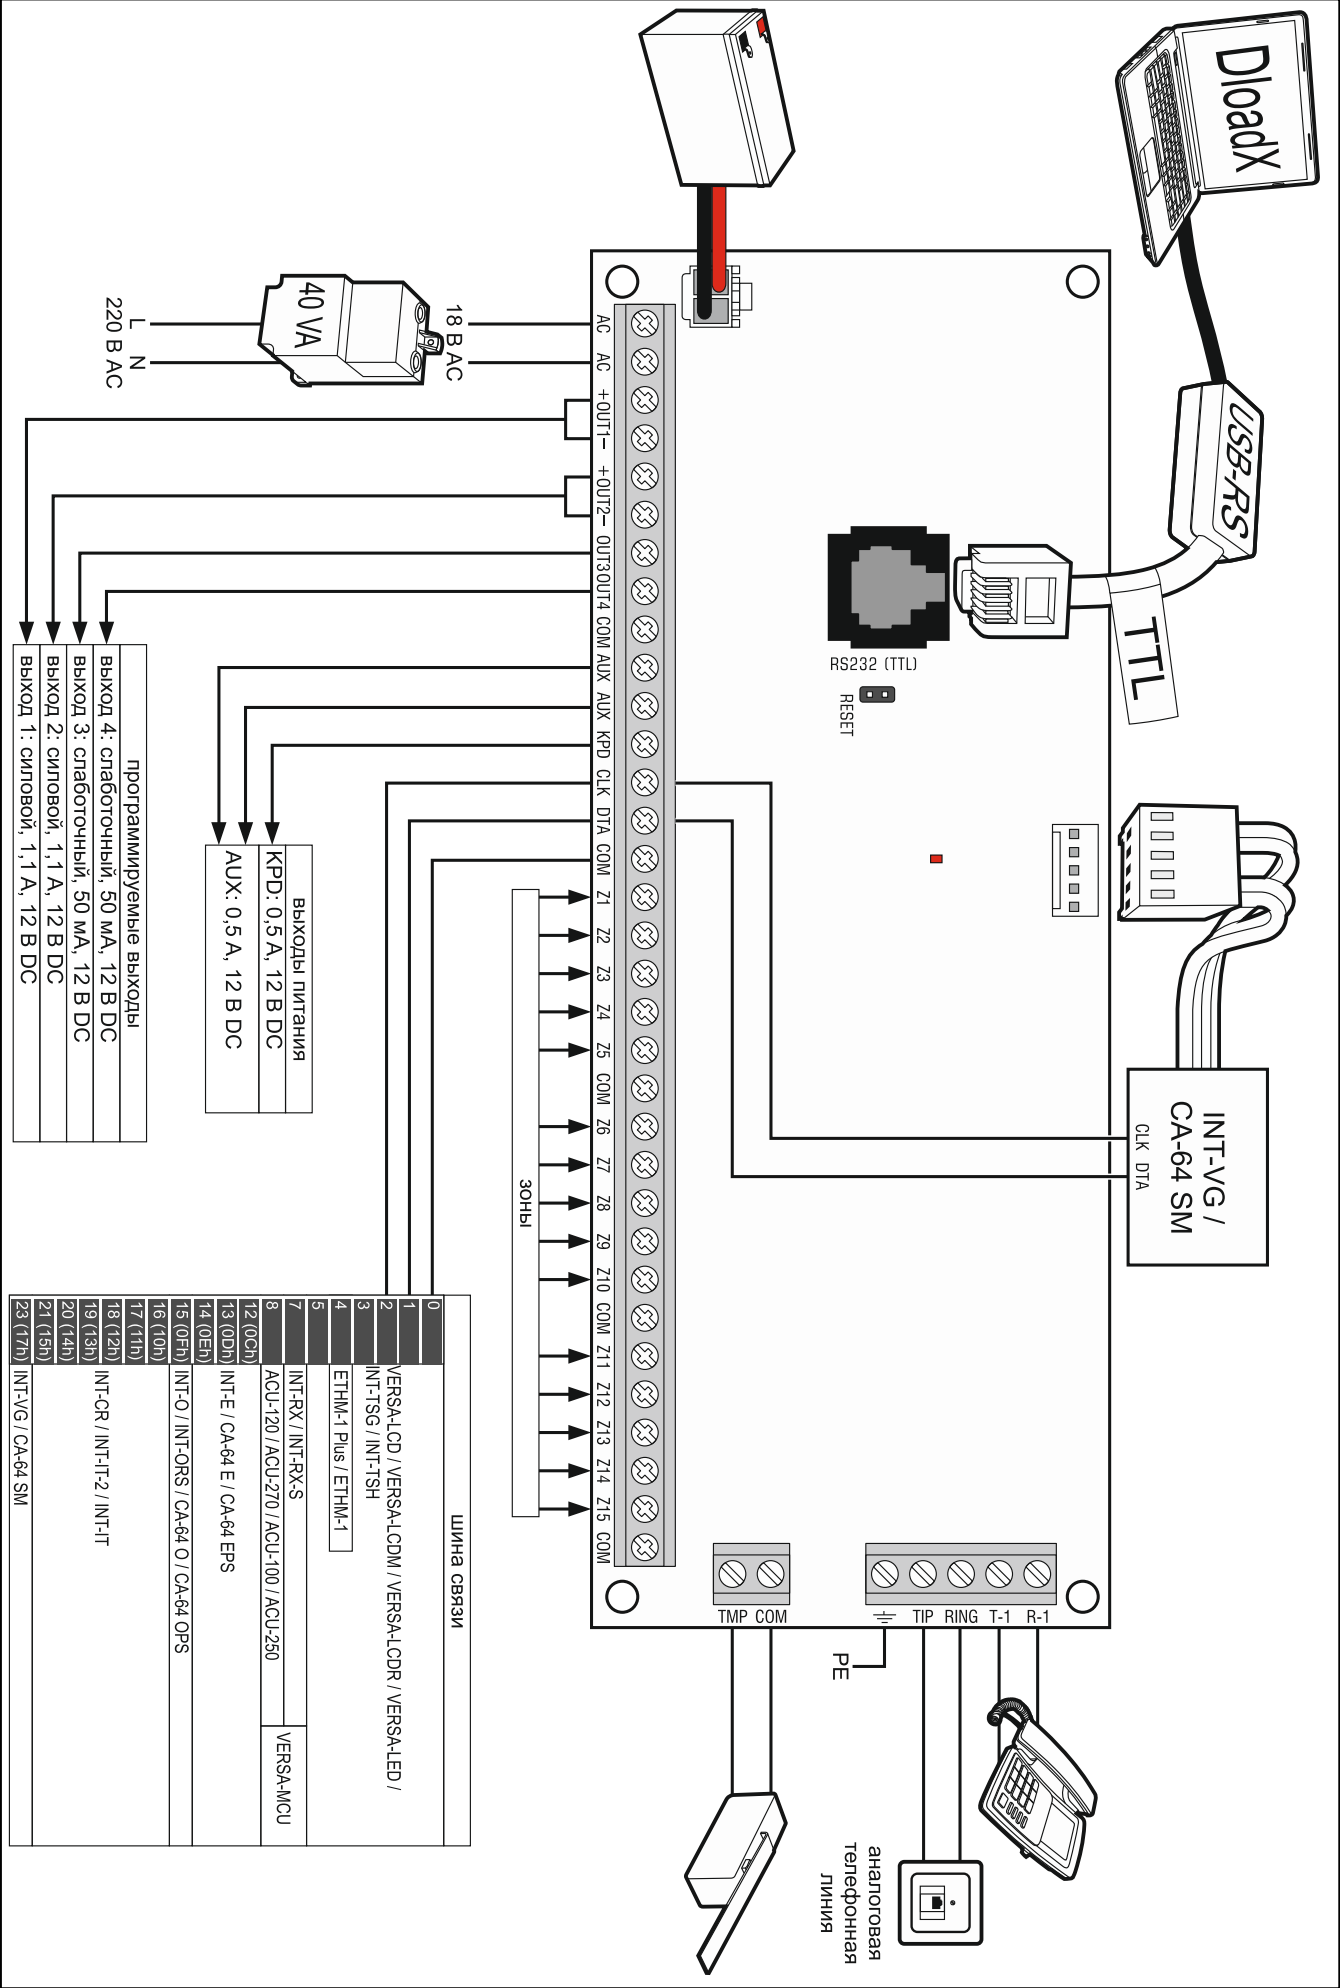 DloadX
USB-RS
TTL
RS232 (TTL)
RESET
INT-VG /
CA-64 SM
CLK DTA
40 VA
18 В AC
L N
220 В AC
AC
AC
+OUT1−
+OUT2−
OUT3
OUT4
COM
AUX
AUX
KPD
CLK
DTA
COM
Z1
Z2
Z3
Z4
Z5
COM
Z6
Z7
Z8
Z9
Z10
COM
Z11
Z12
Z13
Z14
Z15
COM
TMP COM
TIP RING T-1 R-1
PE
аналоговая
телефонная
линия
зоны
программируемые выходы
выход 4: слаботочный, 50 мА, 12 В DC
выход 3: слаботочный, 50 мА, 12 В DC
выход 2: силовой, 1,1 А, 12 В DC
выход 1: силовой, 1,1 А, 12 В DC
выходы питания
KPD: 0,5 А, 12 В DC
AUX: 0,5 А, 12 В DC
шина связи
0
1
2
3
4
5
7
8
12 (0Ch)
13 (0Dh)
14 (0Eh)
15 (0Fh)
16 (10h)
17 (11h)
18 (12h)
19 (13h)
20 (14h)
21 (15h)
23 (17h)
VERSA-LCD / VERSA-LCDM / VERSA-LCDR / VERSA-LED /
INT-TSG / INT-TSH
ETHM-1 Plus / ETHM-1
INT-RX / INT-RX-S
ACU-120 / ACU-270 / ACU-100 / ACU-250
VERSA-MCU
INT-E / CA-64 E / CA-64 EPS
INT-O / INT-ORS / CA-64 O / CA-64 OPS
INT-CR / INT-IT-2 / INT-IT
INT-VG / CA-64 SM